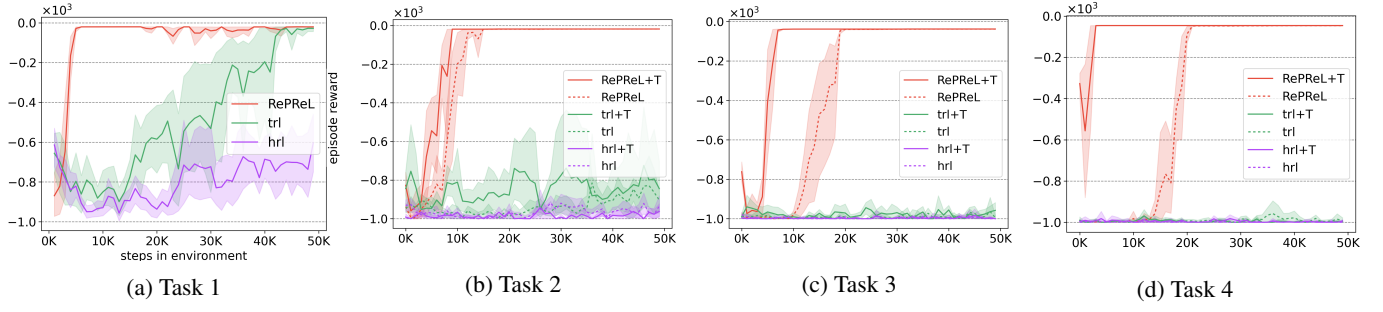 ×10³
0.0
−0.2
−0.4
−0.6
−0.8
−1.0
RePReL
trl
hrl
0K 10K 20K 30K 40K 50K
steps in environment
(a) Task 1
episode reward
×10³
0.0
−0.2
−0.4
−0.6
−0.8
−1.0
RePReL+T
RePReL
trl+T
trl
hrl+T
hrl
0K 10K 20K 30K 40K 50K
(b) Task 2
×10³
0.0
−0.2
−0.4
−0.6
−0.8
−1.0
RePReL+T
RePReL
trl+T
trl
hrl+T
hrl
0K 10K 20K 30K 40K 50K
(c) Task 3
×10³
0.0
−0.2
−0.4
−0.6
−0.8
−1.0
RePReL+T
RePReL
trl+T
trl
hrl+T
hrl
0K 10K 20K 30K 40K 50K
(d) Task 4